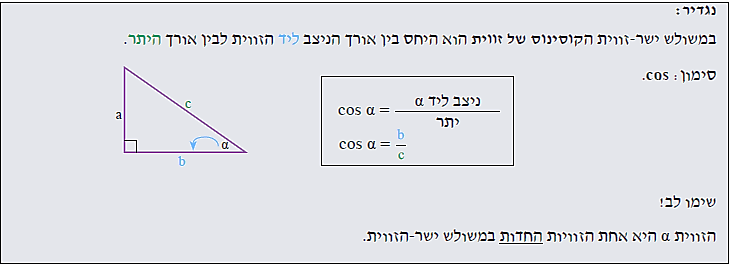 נגדיר:
במשולש ישר-זווית הקוסינוס של זווית הוא היחס בין אורך הניצב ליד הזווית לבין אורך היתר.
סימון: cos.
cos α = ניצב ליד α / יתר
cos α = b / c
a
c
α
b
שימו לב!
הזווית α היא אחת הזוויות החדות במשולש ישר-הזווית.